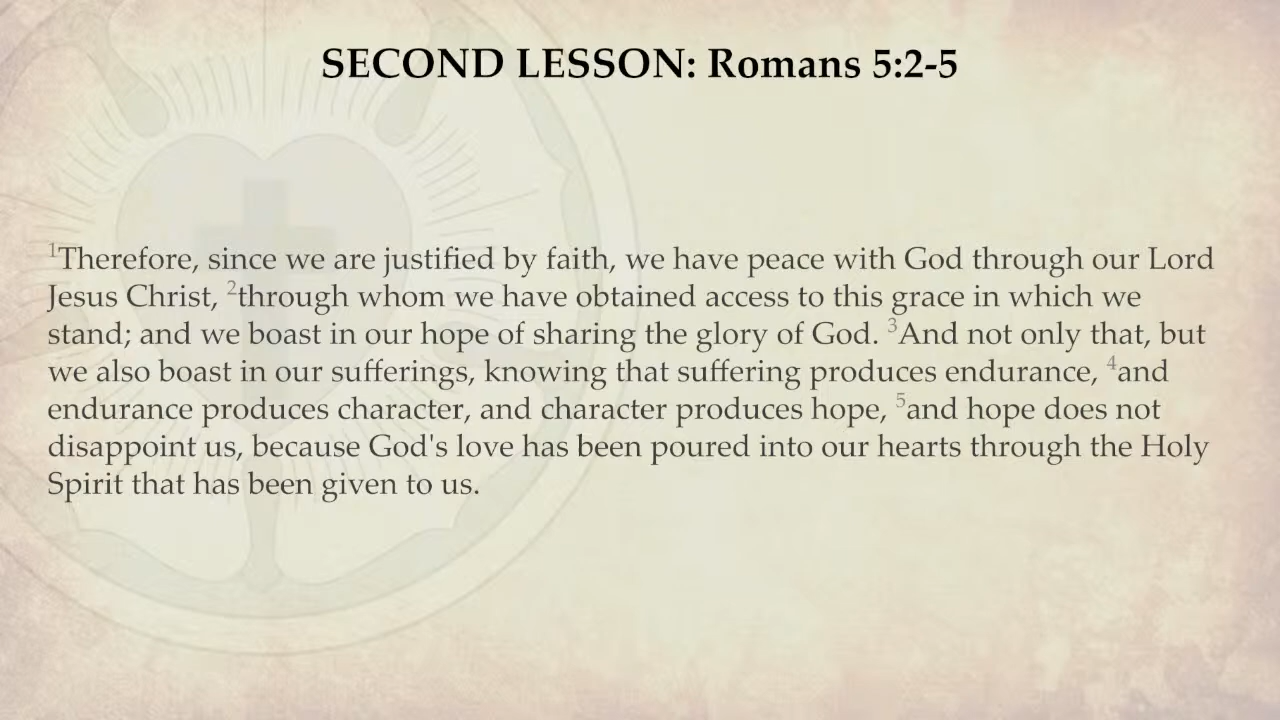 SECOND LESSON: Romans 5:2-5
1Therefore, since we are justified by faith, we have peace with God through our Lord
Jesus Christ, 2through whom we have obtained access to this grace in which we
stand; and we boast in our hope of sharing the glory of God. 3And not only that, but
we also boast in our sufferings, knowing that suffering produces endurance, 4and
endurance produces character, and character produces hope, 5and hope does not
disappoint us, because God's love has been poured into our hearts through the Holy
Spirit that has been given to us.